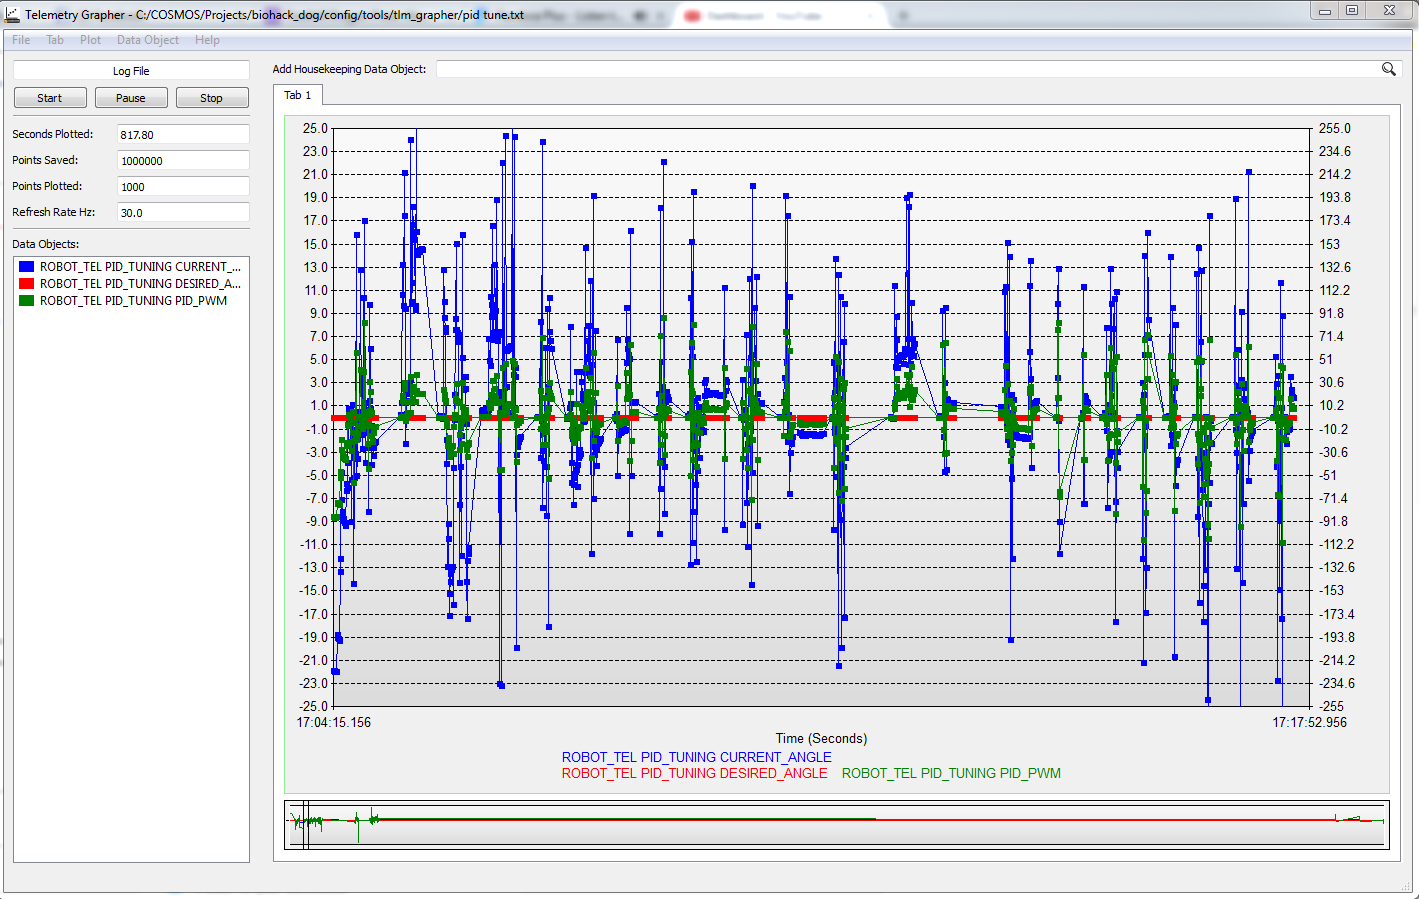 Telemetry Grapher - C:/COSMOS/Projects/biohack_dog/config/tools/tlm_grapher/pid tune.txt
File Tab Plot Data Object Help
Log File
Start Pause Stop
Seconds Plotted: 817.80
Points Saved: 1000000
Points Plotted: 1000
Refresh Rate Hz: 30.0
Data Objects:
ROBOT_TEL PID_TUNING CURRENT_...
ROBOT_TEL PID_TUNING DESIRED_A...
ROBOT_TEL PID_TUNING PID_PWM
Add Housekeeping Data Object:
Tab 1
25.0 255.0
23.0 234.6
21.0 214.2
19.0 193.8
17.0 173.4
15.0 153
13.0 132.6
11.0 112.2
9.0 91.8
7.0 71.4
5.0 51
3.0 30.6
1.0 10.2
-1.0 -10.2
-3.0 -30.6
-5.0 -51
-7.0 -71.4
-9.0 -91.8
-11.0 -112.2
-13.0 -132.6
-15.0 -153
-17.0 -173.4
-19.0 -193.8
-21.0 -214.2
-23.0 -234.6
-25.0 -255
17:04:15.156 17:17:52.956
Time (Seconds)
ROBOT_TEL PID_TUNING CURRENT_ANGLE
ROBOT_TEL PID_TUNING DESIRED_ANGLE ROBOT_TEL PID_TUNING PID_PWM